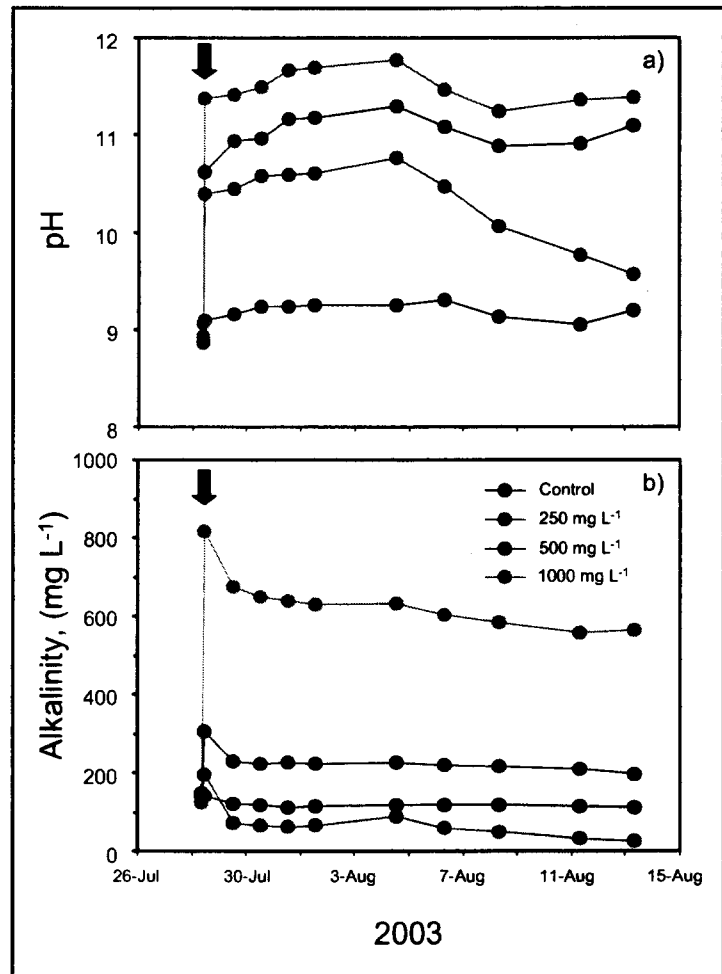 12
a)
11
pH
10
9
8
1000
b)
Control
250 mg L⁻¹
500 mg L⁻¹
1000 mg L⁻¹
800
Alkalinity, (mg L⁻¹)
600
400
200
0
26-Jul 30-Jul 3-Aug 7-Aug 11-Aug 15-Aug
2003